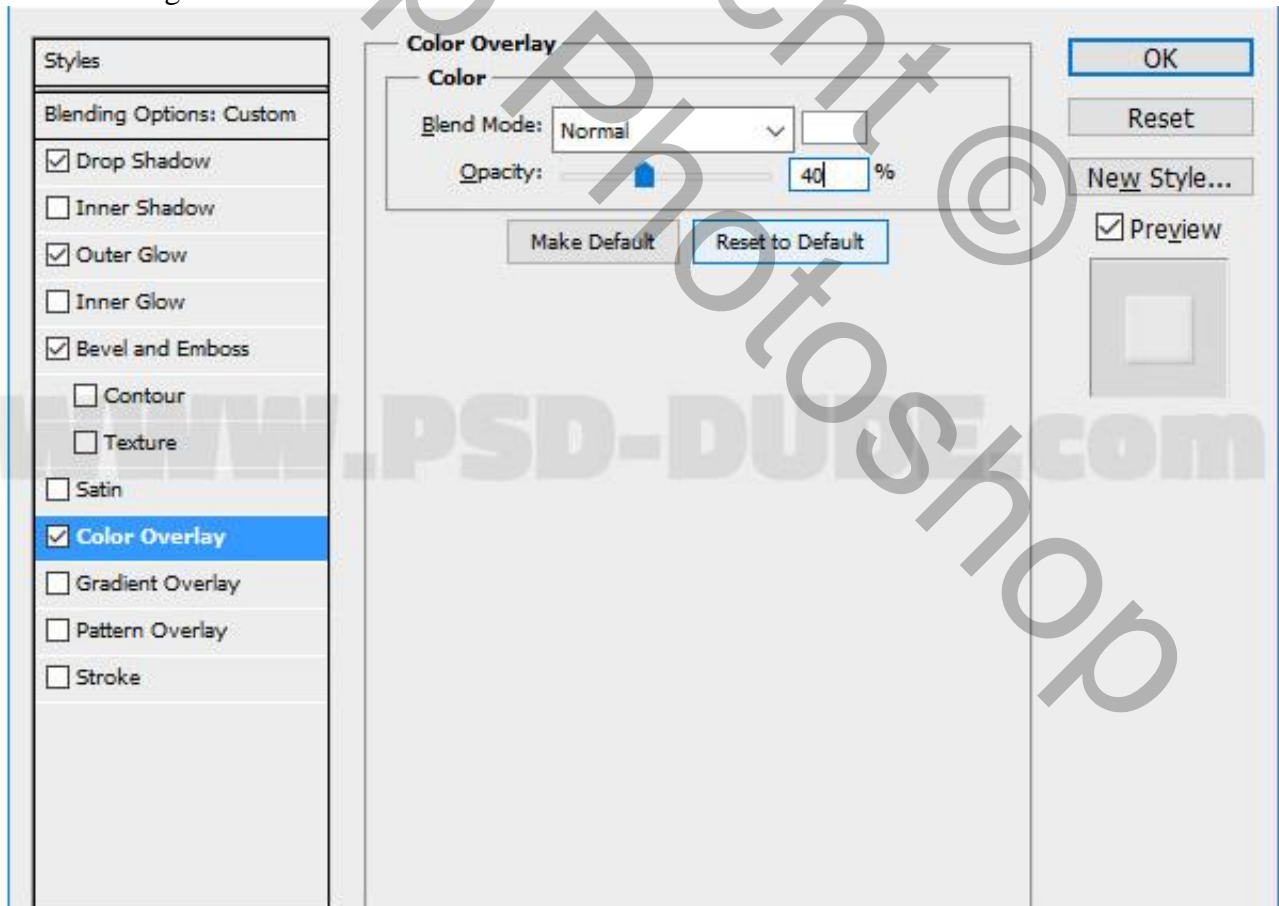 Styles
Blending Options: Custom
Drop Shadow
Inner Shadow
Outer Glow
Inner Glow
Bevel and Emboss
Contour
Texture
Satin
Color Overlay
Gradient Overlay
Pattern Overlay
Stroke
Color Overlay
Color
Blend Mode: Normal
Opacity: 40 %
Make Default Reset to Default
OK
Reset
New Style...
Preview
WWW.PSD-DUDE.com
©
Photoshop